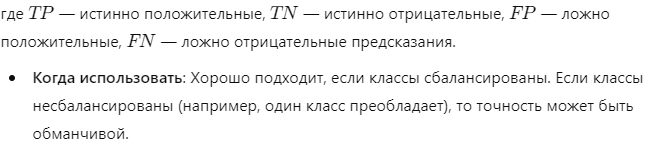 где TP — истинно положительные, TN — истинно отрицательные, FP — ложно
положительные, FN — ложно отрицательные предсказания.
• Когда использовать: Хорошо подходит, если классы сбалансированы. Если классы
несбалансированы (например, один класс преобладает), то точность может быть
обманчивой.